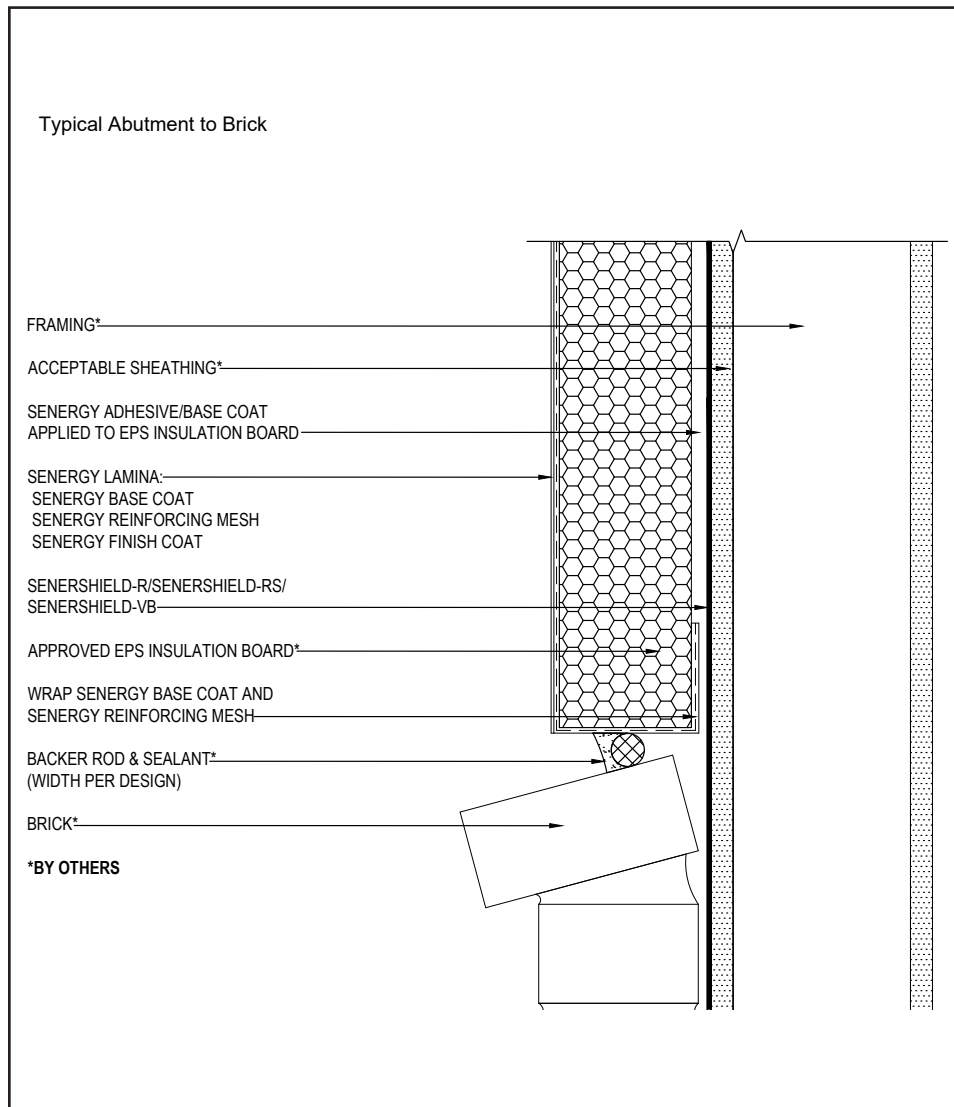 Typical Abutment to Brick
FRAMING*
ACCEPTABLE SHEATHING*
SENERGY ADHESIVE/BASE COAT
APPLIED TO EPS INSULATION BOARD
SENERGY LAMINA:
SENERGY BASE COAT
SENERGY REINFORCING MESH
SENERGY FINISH COAT
SENERSHIELD-R/SENERSHIELD-RS/
SENERSHIELD-VB
APPROVED EPS INSULATION BOARD*
WRAP SENERGY BASE COAT AND
SENERGY REINFORCING MESH
BACKER ROD & SEALANT*
(WIDTH PER DESIGN)
BRICK*
*BY OTHERS